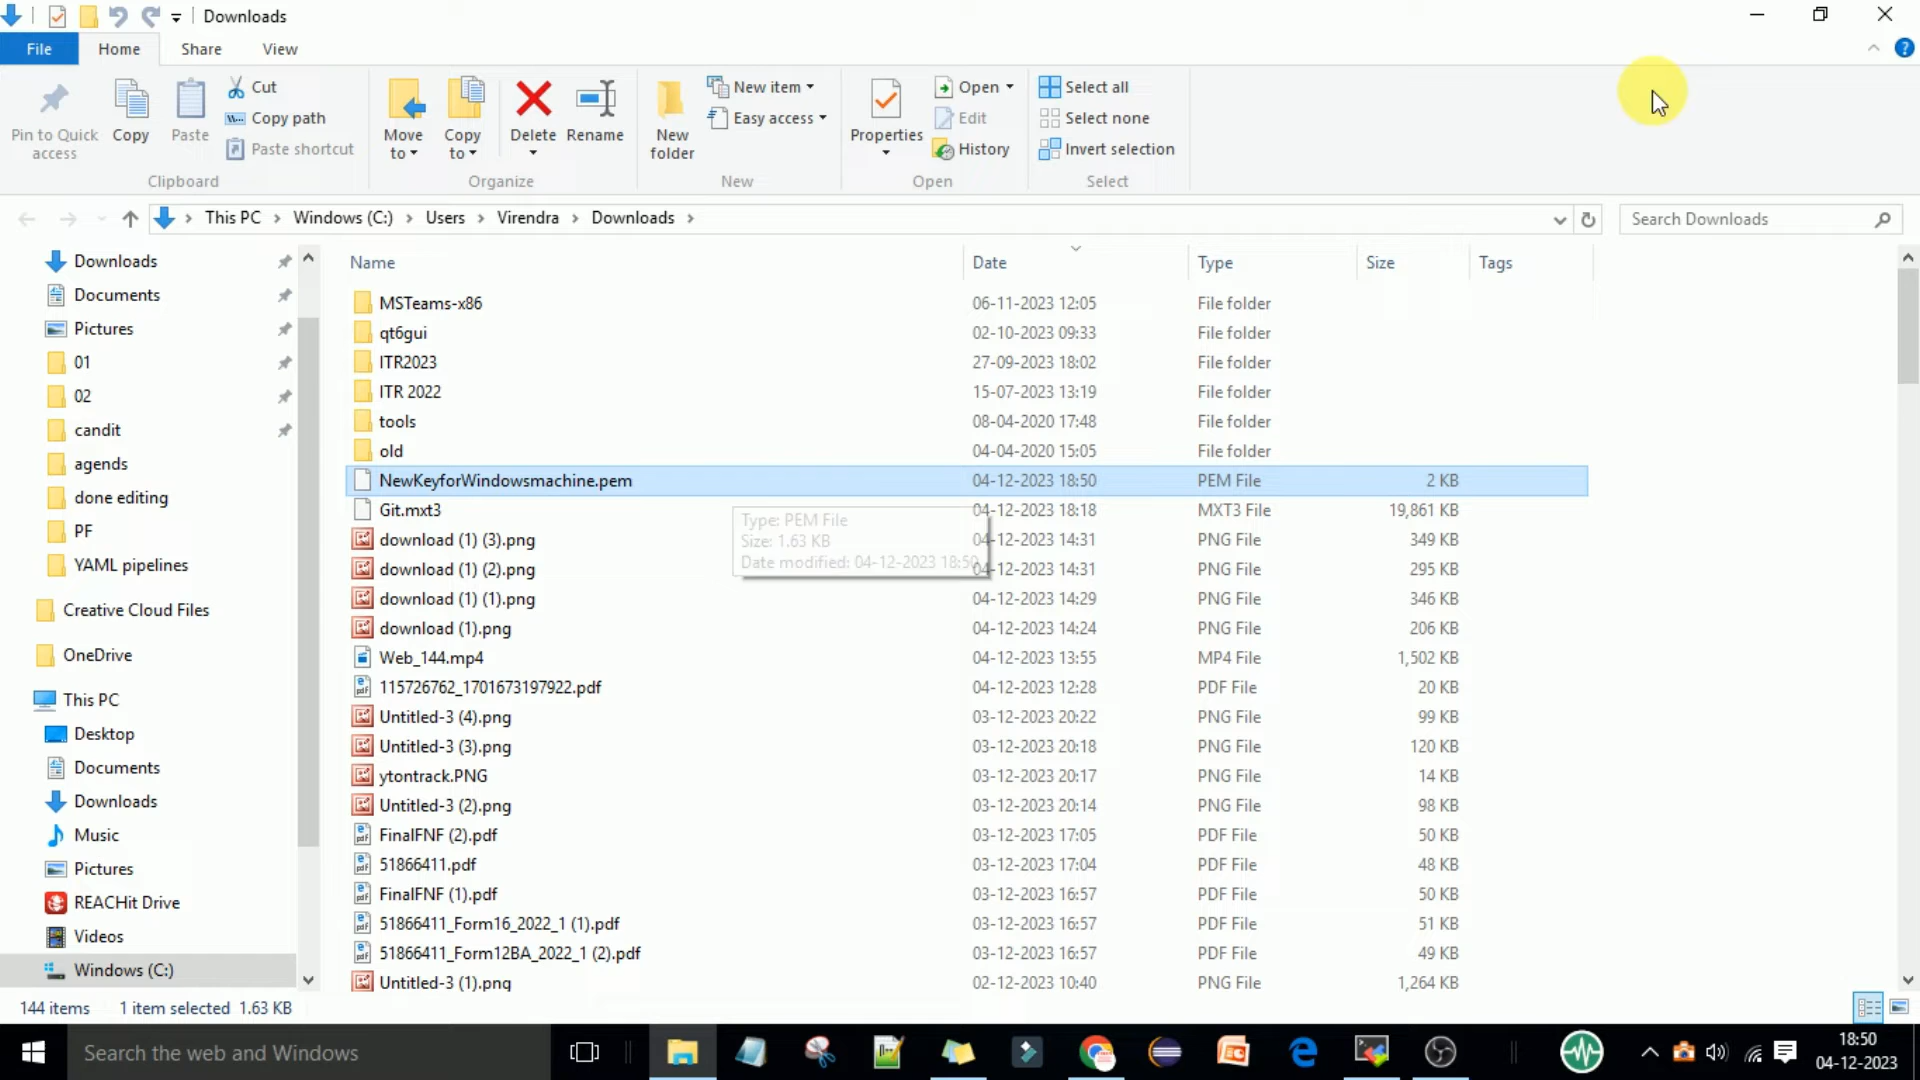 Downloads
File Home Share View
Pin to Quick access
Copy
Paste
Cut
Copy path
Paste shortcut
Clipboard
Move to
Copy to
Delete
Rename
Organize
New folder
New item
Easy access
New
Properties
Open
Edit
History
Open
Select all
Select none
Invert selection
Select
This PC > Windows (C:) > Users > Virendra > Downloads >
Search Downloads
Downloads
Documents
Pictures
01
02
candit
agends
done editing
PF
YAML pipelines
Creative Cloud Files
OneDrive
This PC
Desktop
Documents
Downloads
Music
Pictures
REACHit Drive
Videos
Windows (C:)
Name Date Type Size Tags
MSTeams-x86 06-11-2023 12:05 File folder
qt6gui 02-10-2023 09:33 File folder
ITR2023 27-09-2023 18:02 File folder
ITR 2022 15-07-2023 13:19 File folder
tools 08-04-2020 17:48 File folder
old 04-04-2020 15:05 File folder
NewKeyforWindowsmachine.pem 04-12-2023 18:50 PEM File 2 KB
Git.mxt3 04-12-2023 18:18 MXT3 File 19,861 KB
download (1) (3).png 04-12-2023 14:31 PNG File 349 KB
download (1) (2).png 04-12-2023 14:31 PNG File 295 KB
download (1) (1).png 04-12-2023 14:29 PNG File 346 KB
download (1).png 04-12-2023 14:24 PNG File 206 KB
Web_144.mp4 04-12-2023 13:55 MP4 File 1,502 KB
115726762_1701673197922.pdf 04-12-2023 12:28 PDF File 20 KB
Untitled-3 (4).png 03-12-2023 20:22 PNG File 99 KB
Untitled-3 (3).png 03-12-2023 20:18 PNG File 120 KB
ytontrack.PNG 03-12-2023 20:17 PNG File 14 KB
Untitled-3 (2).png 03-12-2023 20:14 PNG File 98 KB
FinalFNF (2).pdf 03-12-2023 17:05 PDF File 50 KB
51866411.pdf 03-12-2023 17:04 PDF File 48 KB
FinalFNF (1).pdf 03-12-2023 16:57 PDF File 50 KB
51866411_Form16_2022_1 (1).pdf 03-12-2023 16:57 PDF File 51 KB
51866411_Form12BA_2022_1 (2).pdf 03-12-2023 16:57 PDF File 49 KB
Untitled-3 (1).png 02-12-2023 10:40 PNG File 1,264 KB
Type: PEM File
Size: 1.63 KB
Date modified: 04-12-2023 18:50
144 items 1 item selected 1.63 KB
Search the web and Windows
18:50
04-12-2023